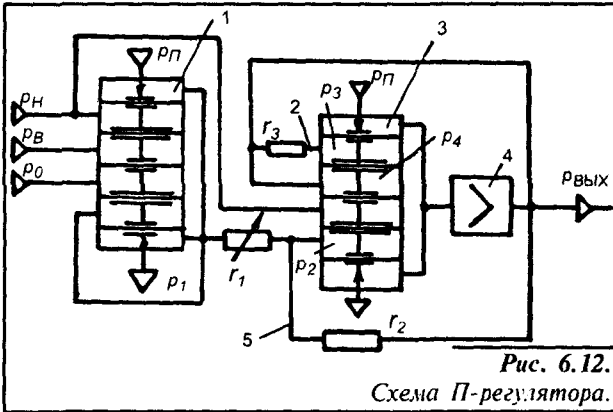 1
3
pП
pП
pН
pВ
p0
r3
2
p3
p4
4
pВЫХ
p1
r1
p2
5
r2
Рис. 6.12.
Схема П-регулятора.